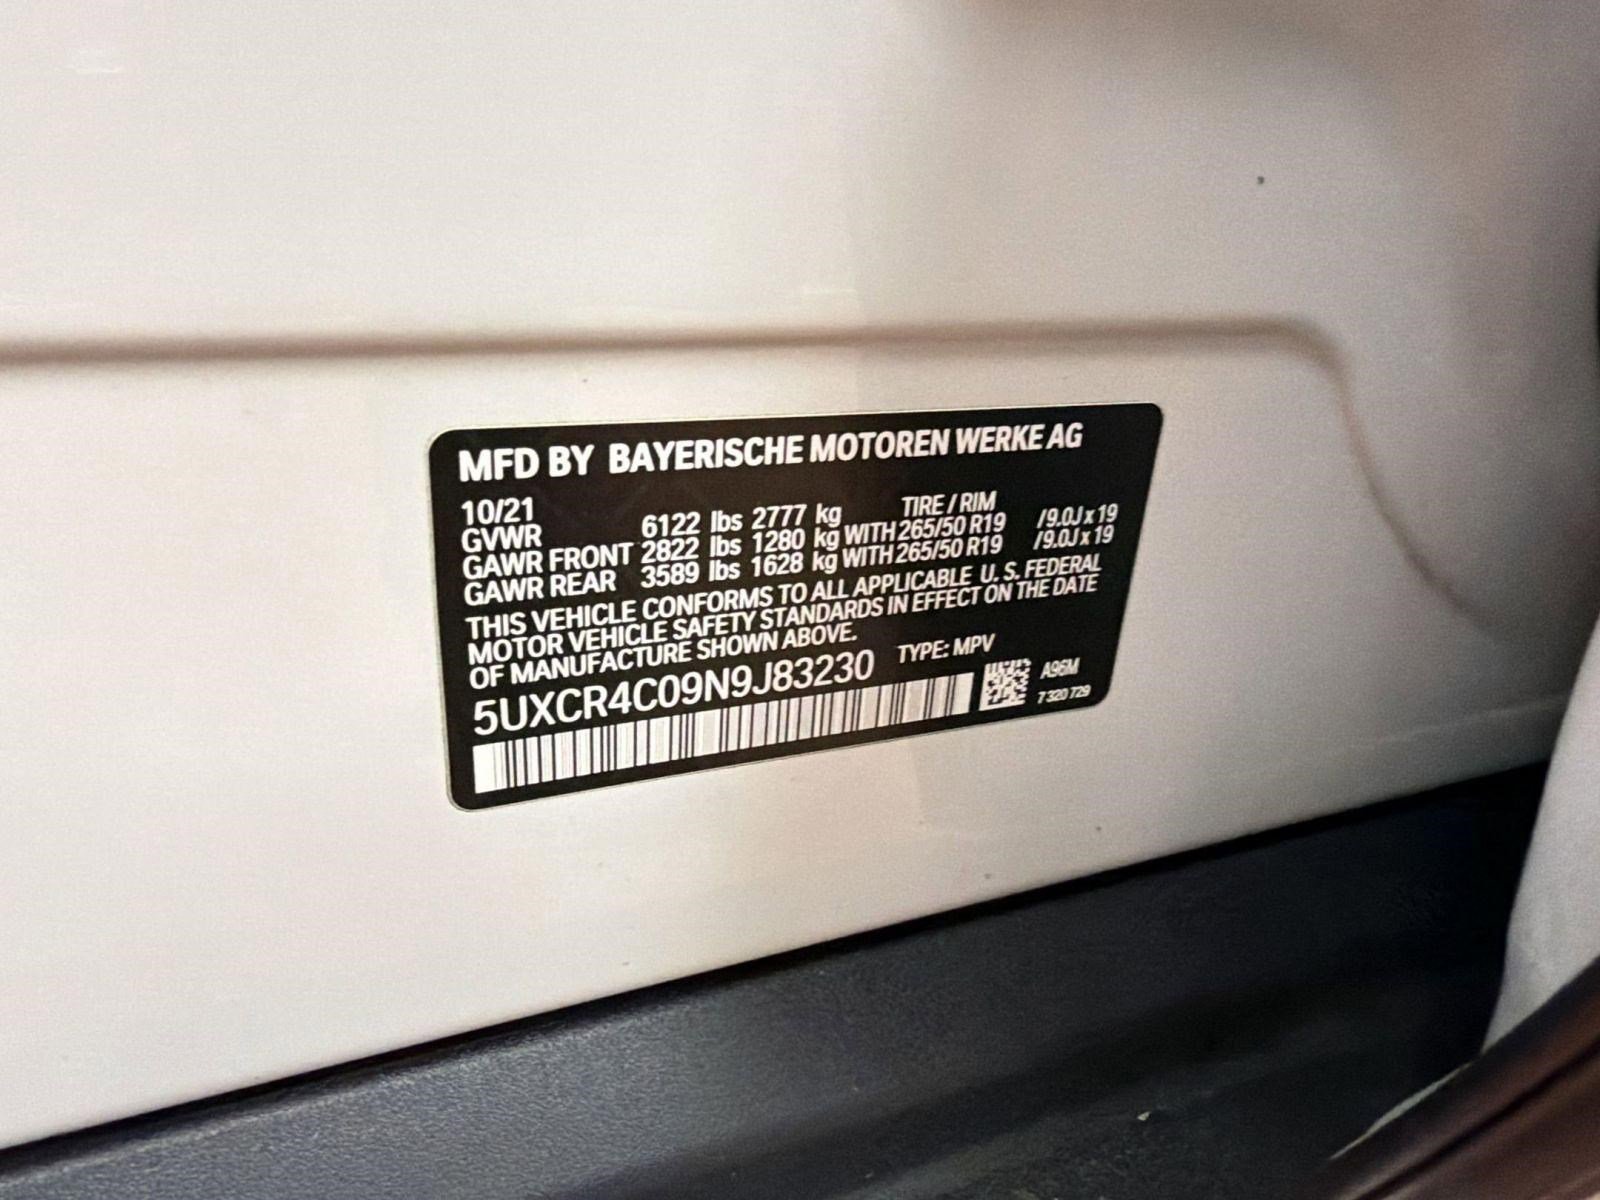 MFD BY BAYERISCHE MOTOREN WERKE AG
10/21 TIRE / RIM
GVWR 6122 lbs 2777 kg
GAWR FRONT 2822 lbs 1280 kg WITH 265/50 R19 /9.0J x 19
GAWR REAR 3589 lbs 1628 kg WITH 265/50 R19 /9.0J x 19
THIS VEHICLE CONFORMS TO ALL APPLICABLE U. S. FEDERAL
MOTOR VEHICLE SAFETY STANDARDS IN EFFECT ON THE DATE
OF MANUFACTURE SHOWN ABOVE.
5UXCR4C09N9J83230 TYPE: MPV
A96M
7 320 729